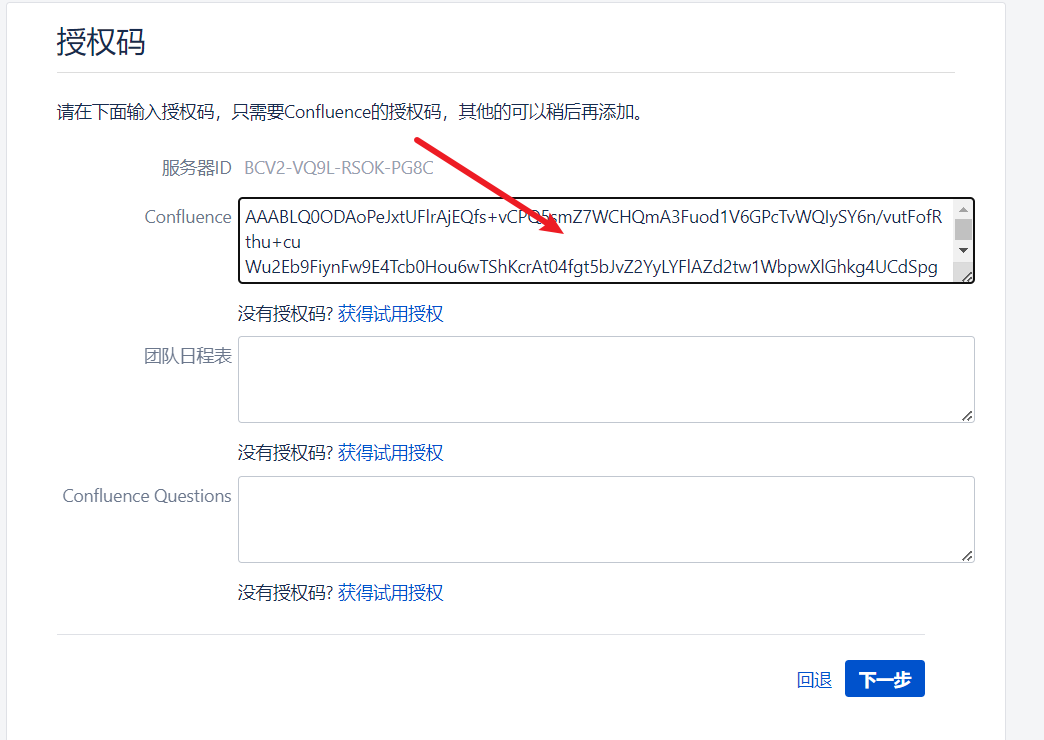 授权码
请在下面输入授权码，只需要Confluence的授权码，其他的可以稍后再添加。
服务器ID BCV2-VQ9L-RSOK-PG8C
Confluence AAABLQ0ODAoPeJxtUFlrAjEQfs+vCPQ5smZ7WCHQmA3Fuod1V6GPcTvWQIySY6n/vutFofR
thu+cu
Wu2Eb9FiynFw9E4Tcb0Hou6wTShKcrAt04fgt5bJvZ2YyLYFlAZd2tw1WbpwXlGhkg4UCdSpg
没有授权码? 获得试用授权
团队日程表
没有授权码? 获得试用授权
Confluence Questions
没有授权码? 获得试用授权
回退 下一步